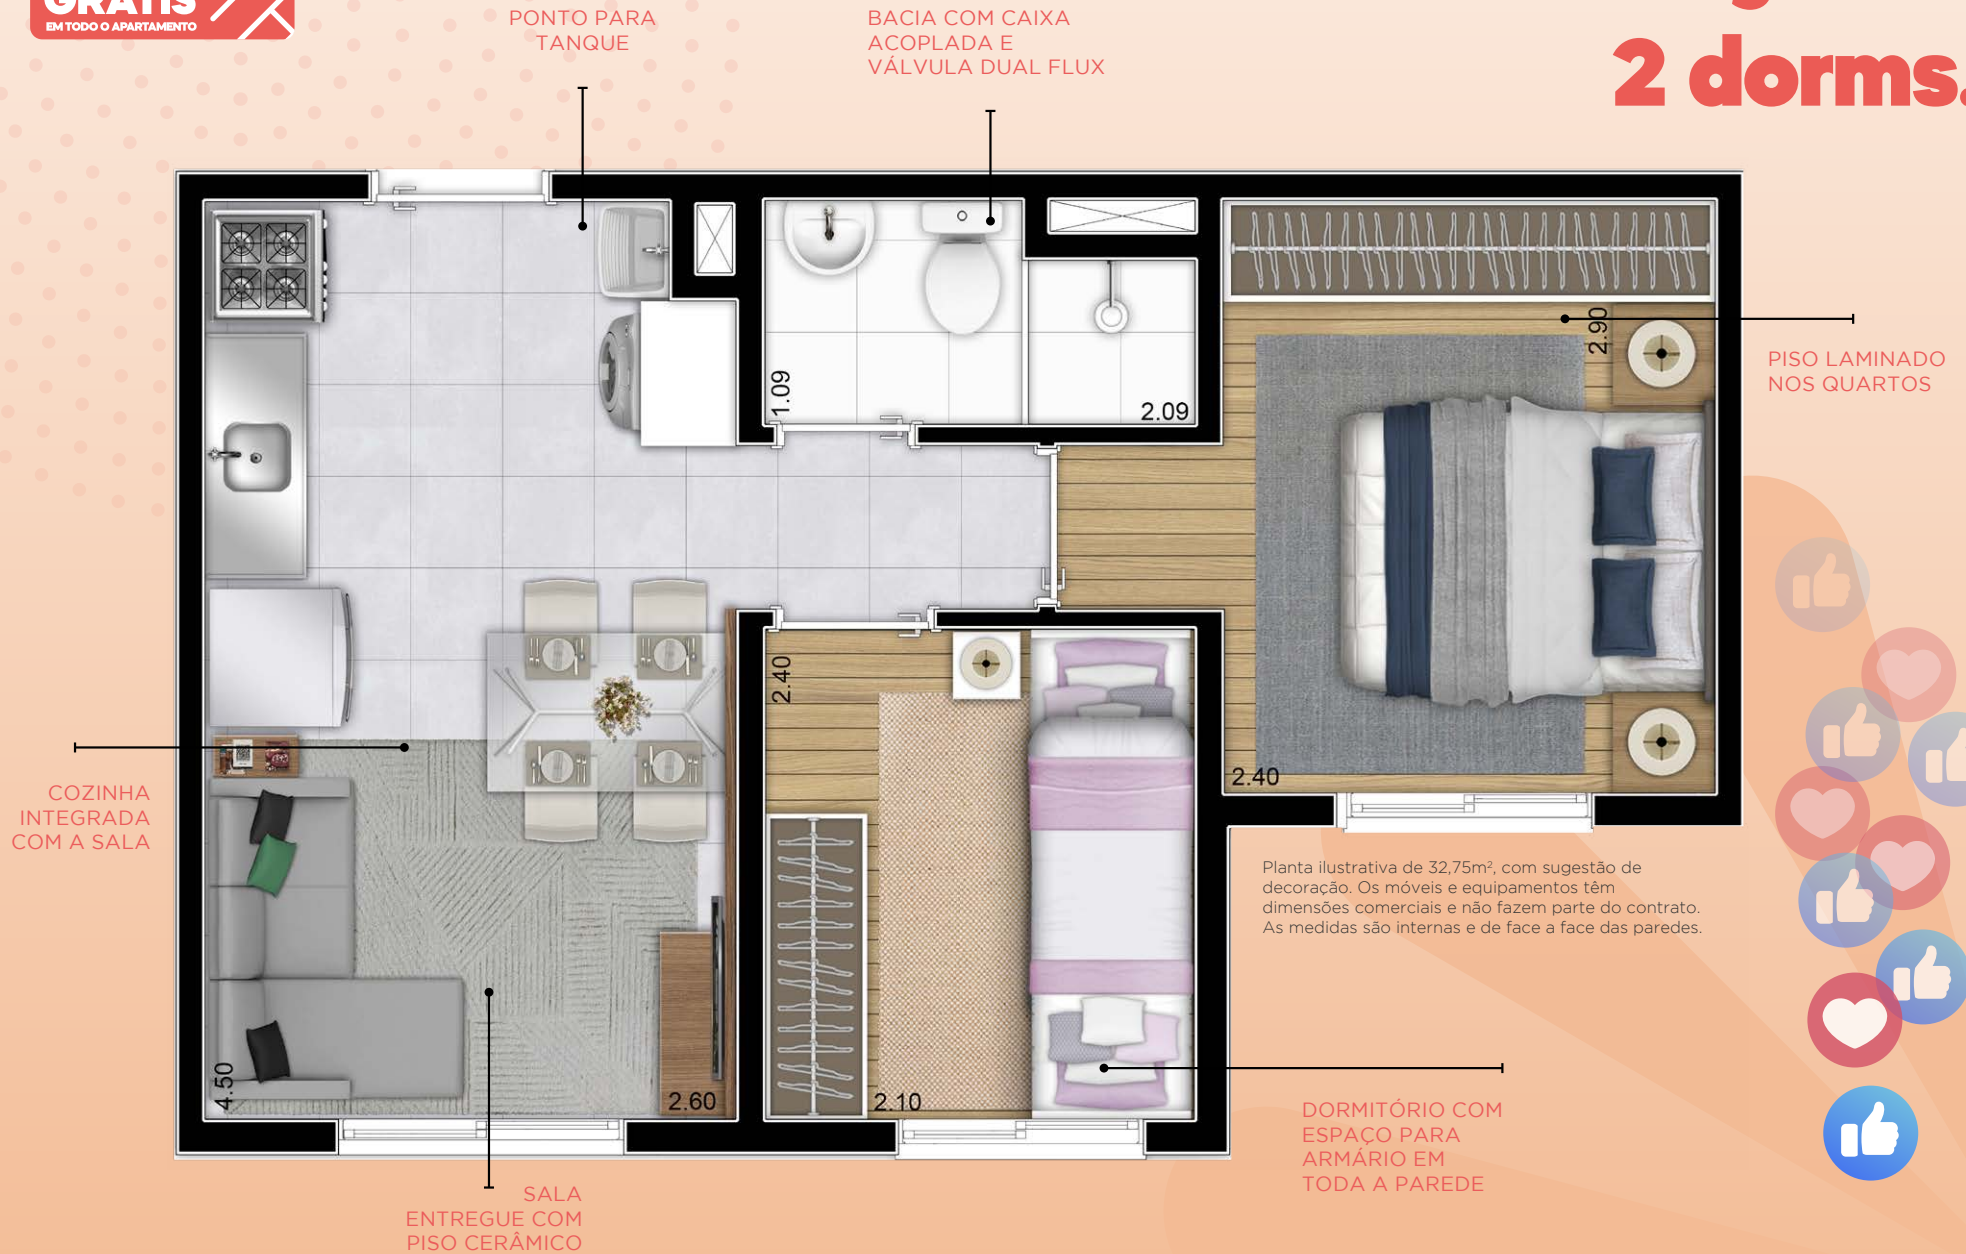 GRÁTIS
EM TODO O APARTAMENTO
PONTO PARA
TANQUE
BACIA COM CAIXA
ACOPLADA E
VÁLVULA DUAL FLUX
2 dorms.
PISO LAMINADO
NOS QUARTOS
2.90
1.09
2.09
2.40
2.40
COZINHA
INTEGRADA
COM A SALA
Planta ilustrativa de 32,75m², com sugestão de
decoração. Os móveis e equipamentos têm
dimensões comerciais e não fazem parte do contrato.
As medidas são internas e de face a face das paredes.
4.50
2.60
2.10
DORMITÓRIO COM
ESPAÇO PARA
ARMÁRIO EM
TODA A PAREDE
SALA
ENTREGUE COM
PISO CERÂMICO